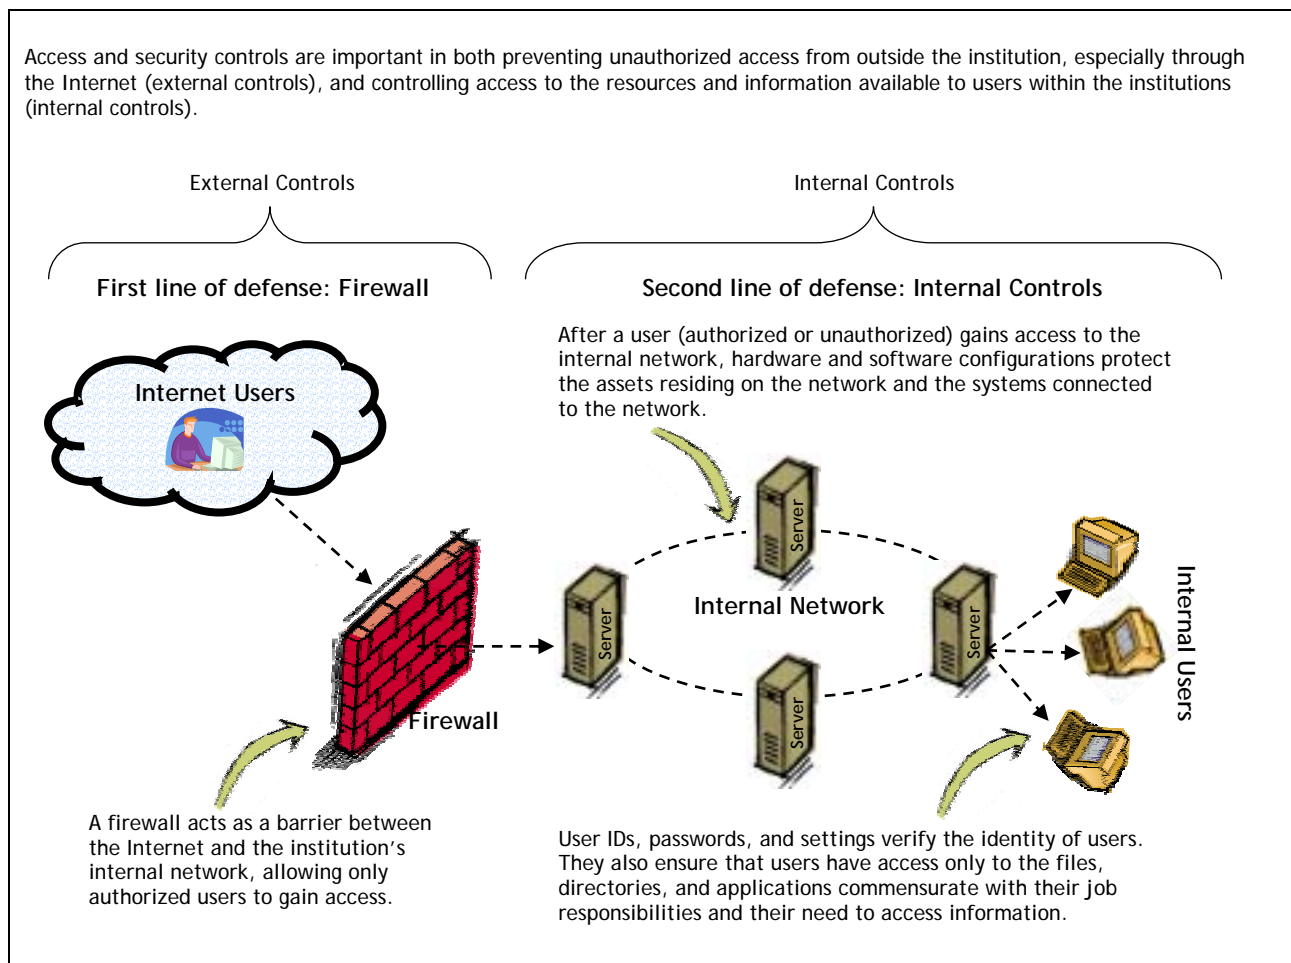 Access and security controls are important in both preventing unauthorized access from outside the institution, especially through
the Internet (external controls), and controlling access to the resources and information available to users within the institutions
(internal controls).
External Controls
Internal Controls
First line of defense: Firewall
Second line of defense: Internal Controls
After a user (authorized or unauthorized) gains access to the
internal network, hardware and software configurations protect
the assets residing on the network and the systems connected
to the network.
Internet Users
Server
Server
Internal Network
Server
Server
Internal Users
Firewall
A firewall acts as a barrier between
the Internet and the institution's
internal network, allowing only
authorized users to gain access.
User IDs, passwords, and settings verify the identity of users.
They also ensure that users have access only to the files,
directories, and applications commensurate with their job
responsibilities and their need to access information.